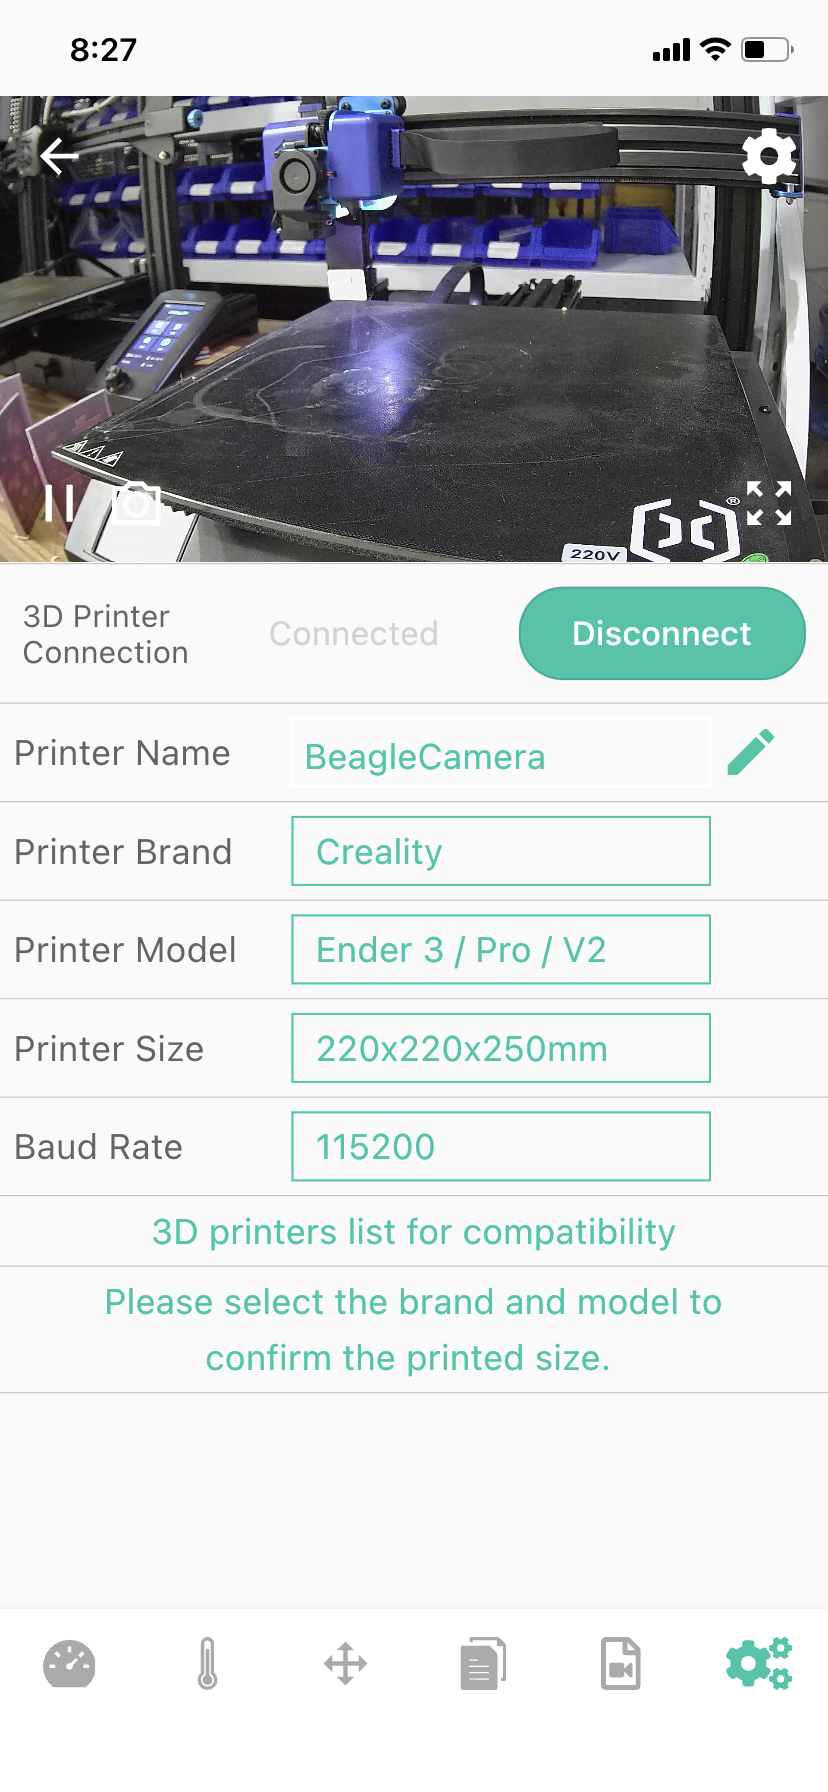 8:27
®
220V
3D Printer
Connection
Connected
Disconnect
Printer Name
BeagleCamera
Printer Brand
Creality
Printer Model
Ender 3 / Pro / V2
Printer Size
220x220x250mm
Baud Rate
115200
3D printers list for compatibility
Please select the brand and model to
confirm the printed size.